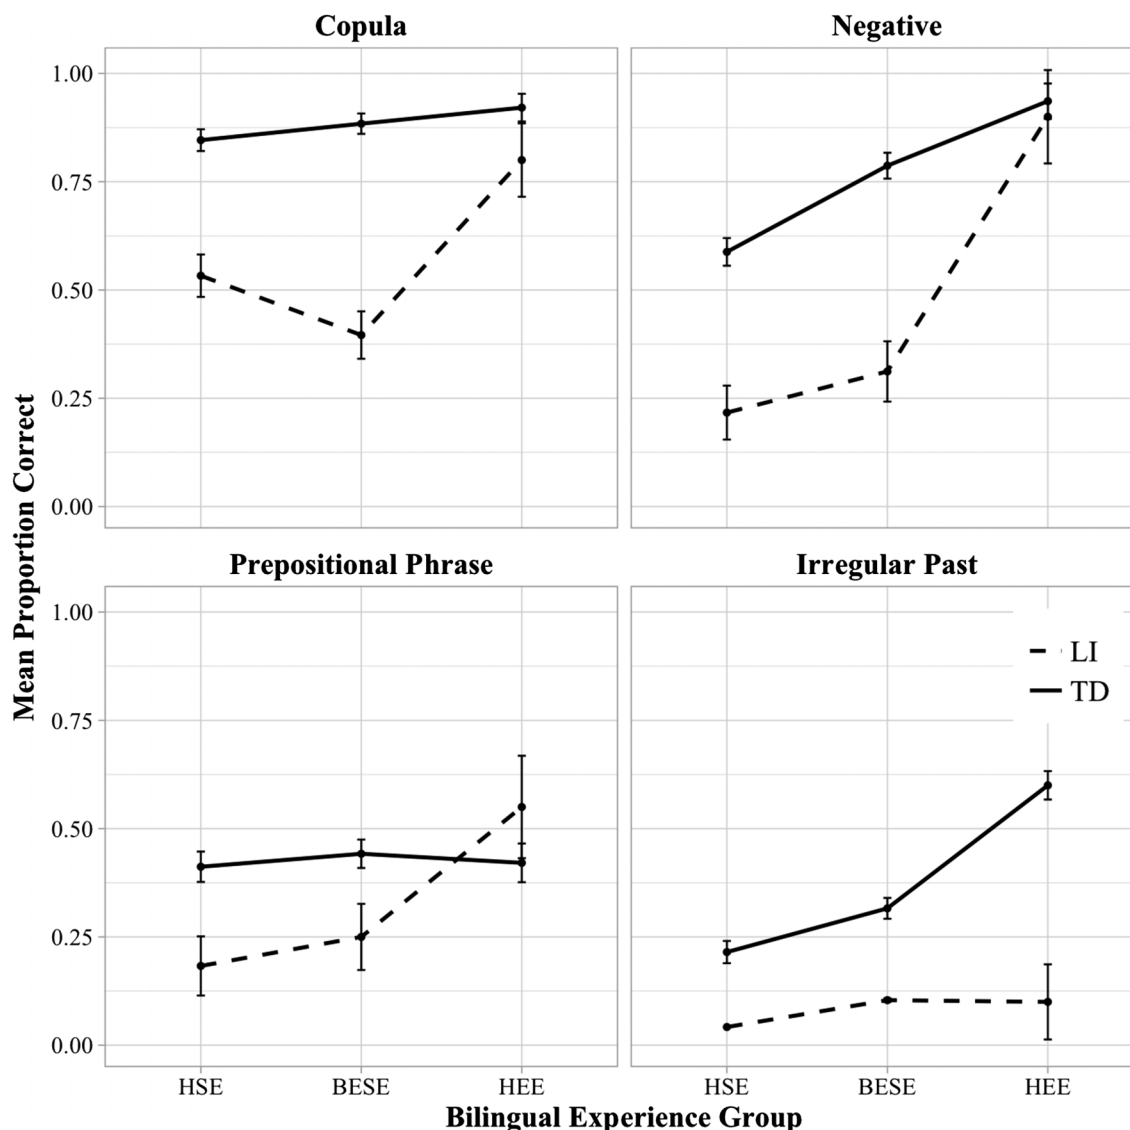 Copula
Negative
1.00
0.75
0.50
0.25
0.00
Mean Proportion Correct
Prepositional Phrase
Irregular Past
1.00
0.75
0.50
0.25
0.00
LI
TD
HSE BESE HEE
HSE BESE HEE
Bilingual Experience Group